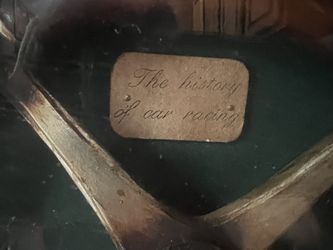 The history
of car racing